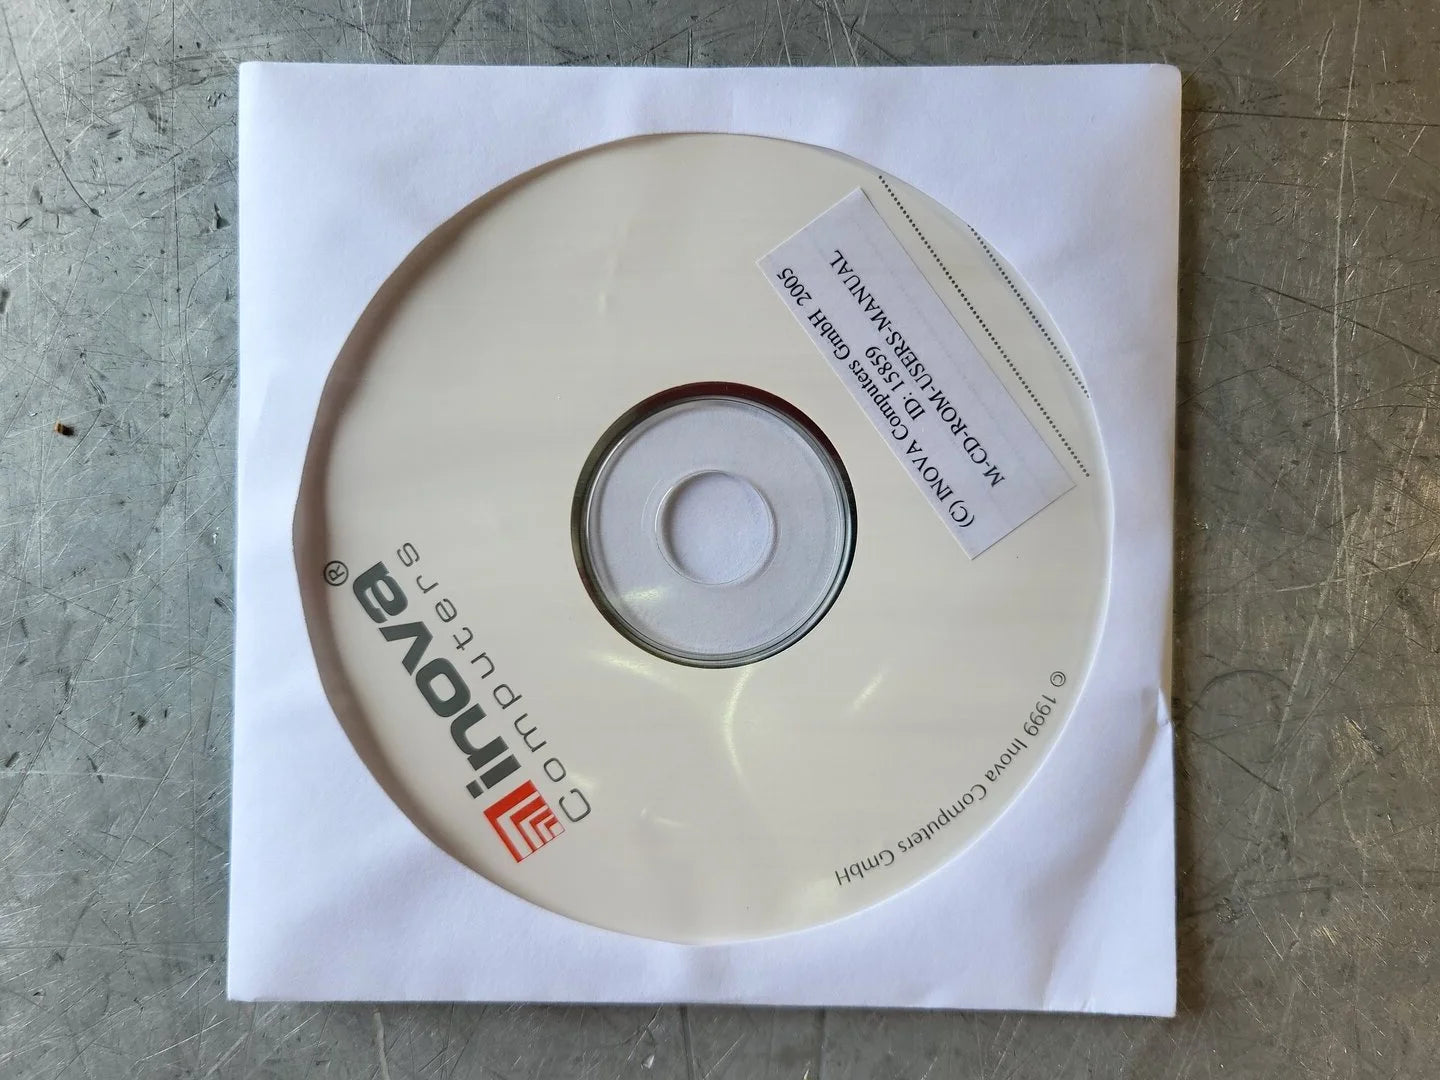 inova®
computers
M-CD-ROM-USERS-MANUAL
ID: 15859
(C) INOVA Computers GmbH 2005
© 1999 Inova Computers GmbH